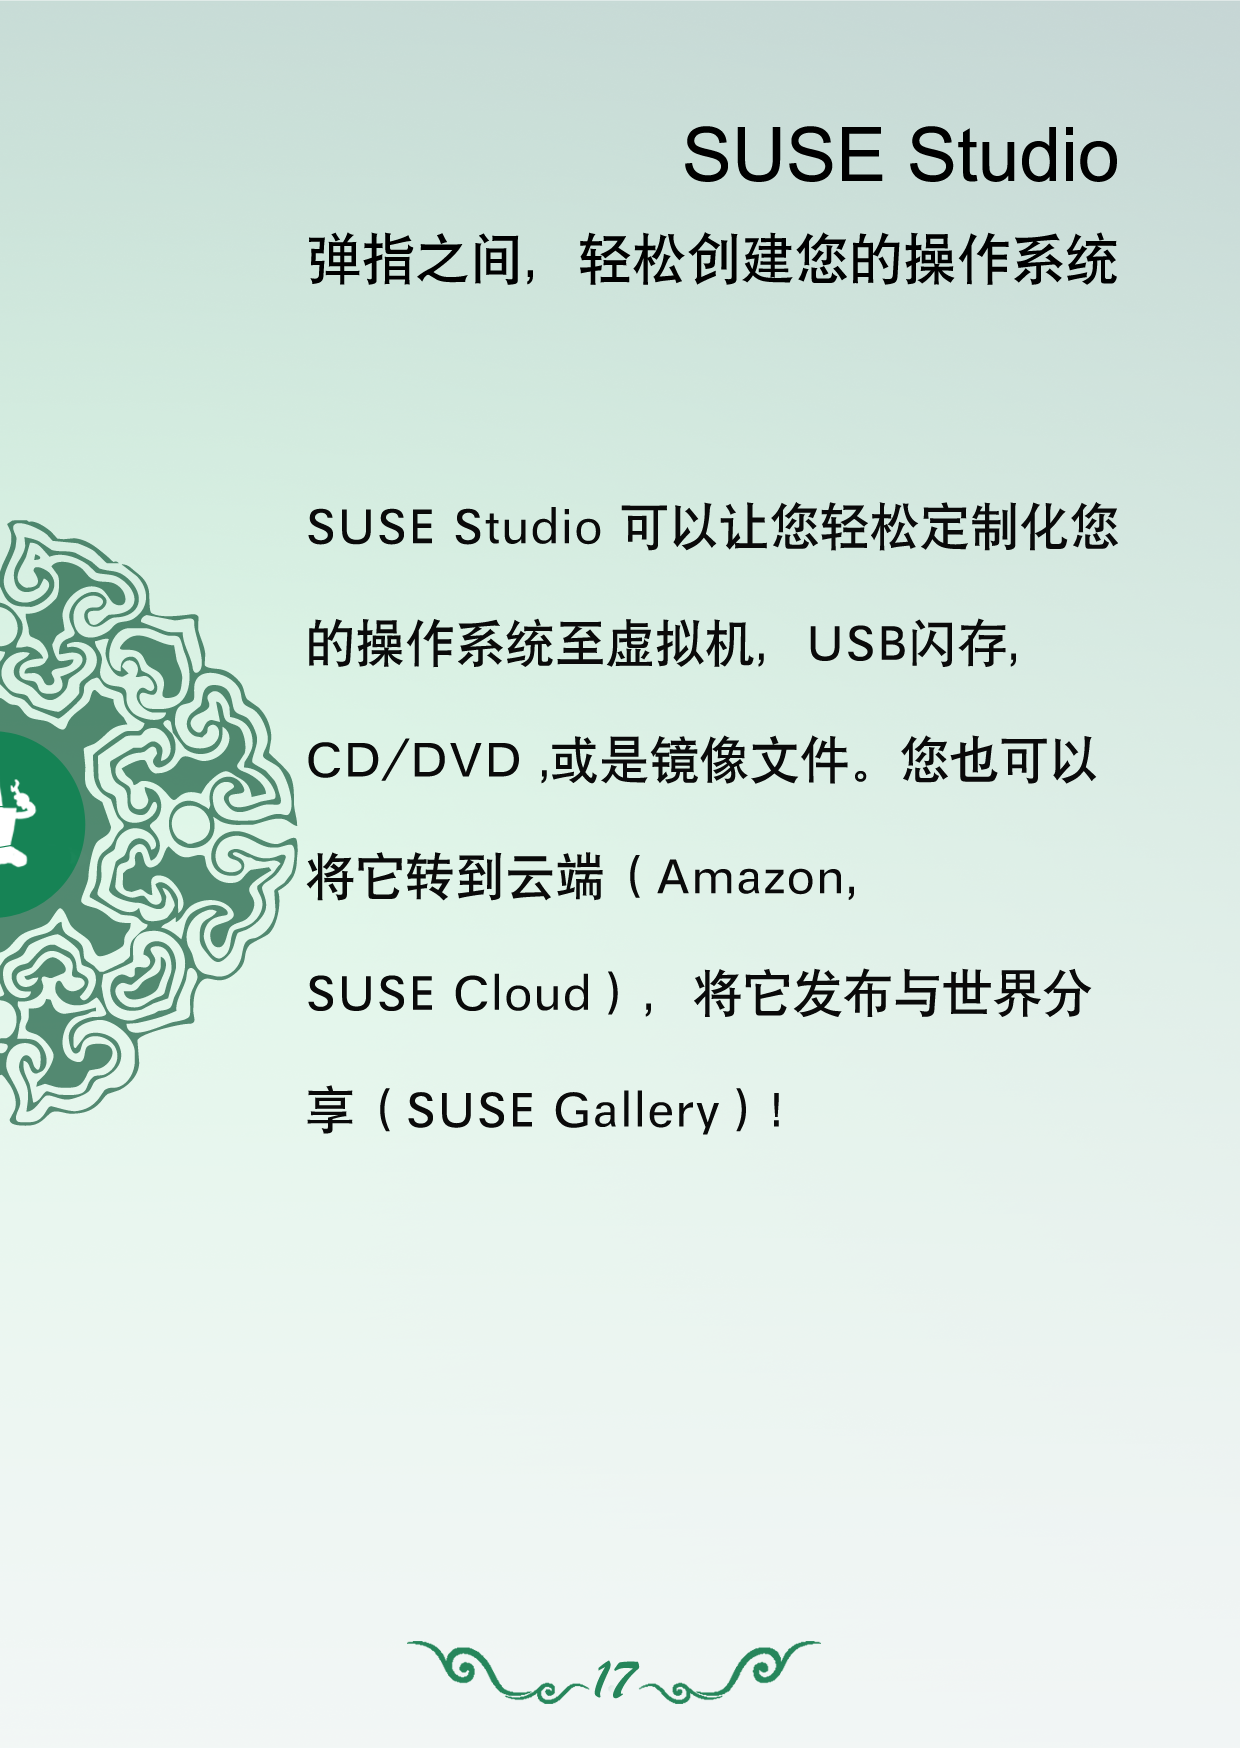 SUSE Studio
弹指之间，轻松创建您的操作系统
SUSE Studio 可以让您轻松定制化您
的操作系统至虚拟机，USB闪存,
CD/DVD ,或是镜像文件。您也可以
将它转到云端（Amazon,
SUSE Cloud），将它发布与世界分
享（SUSE Gallery）!
17